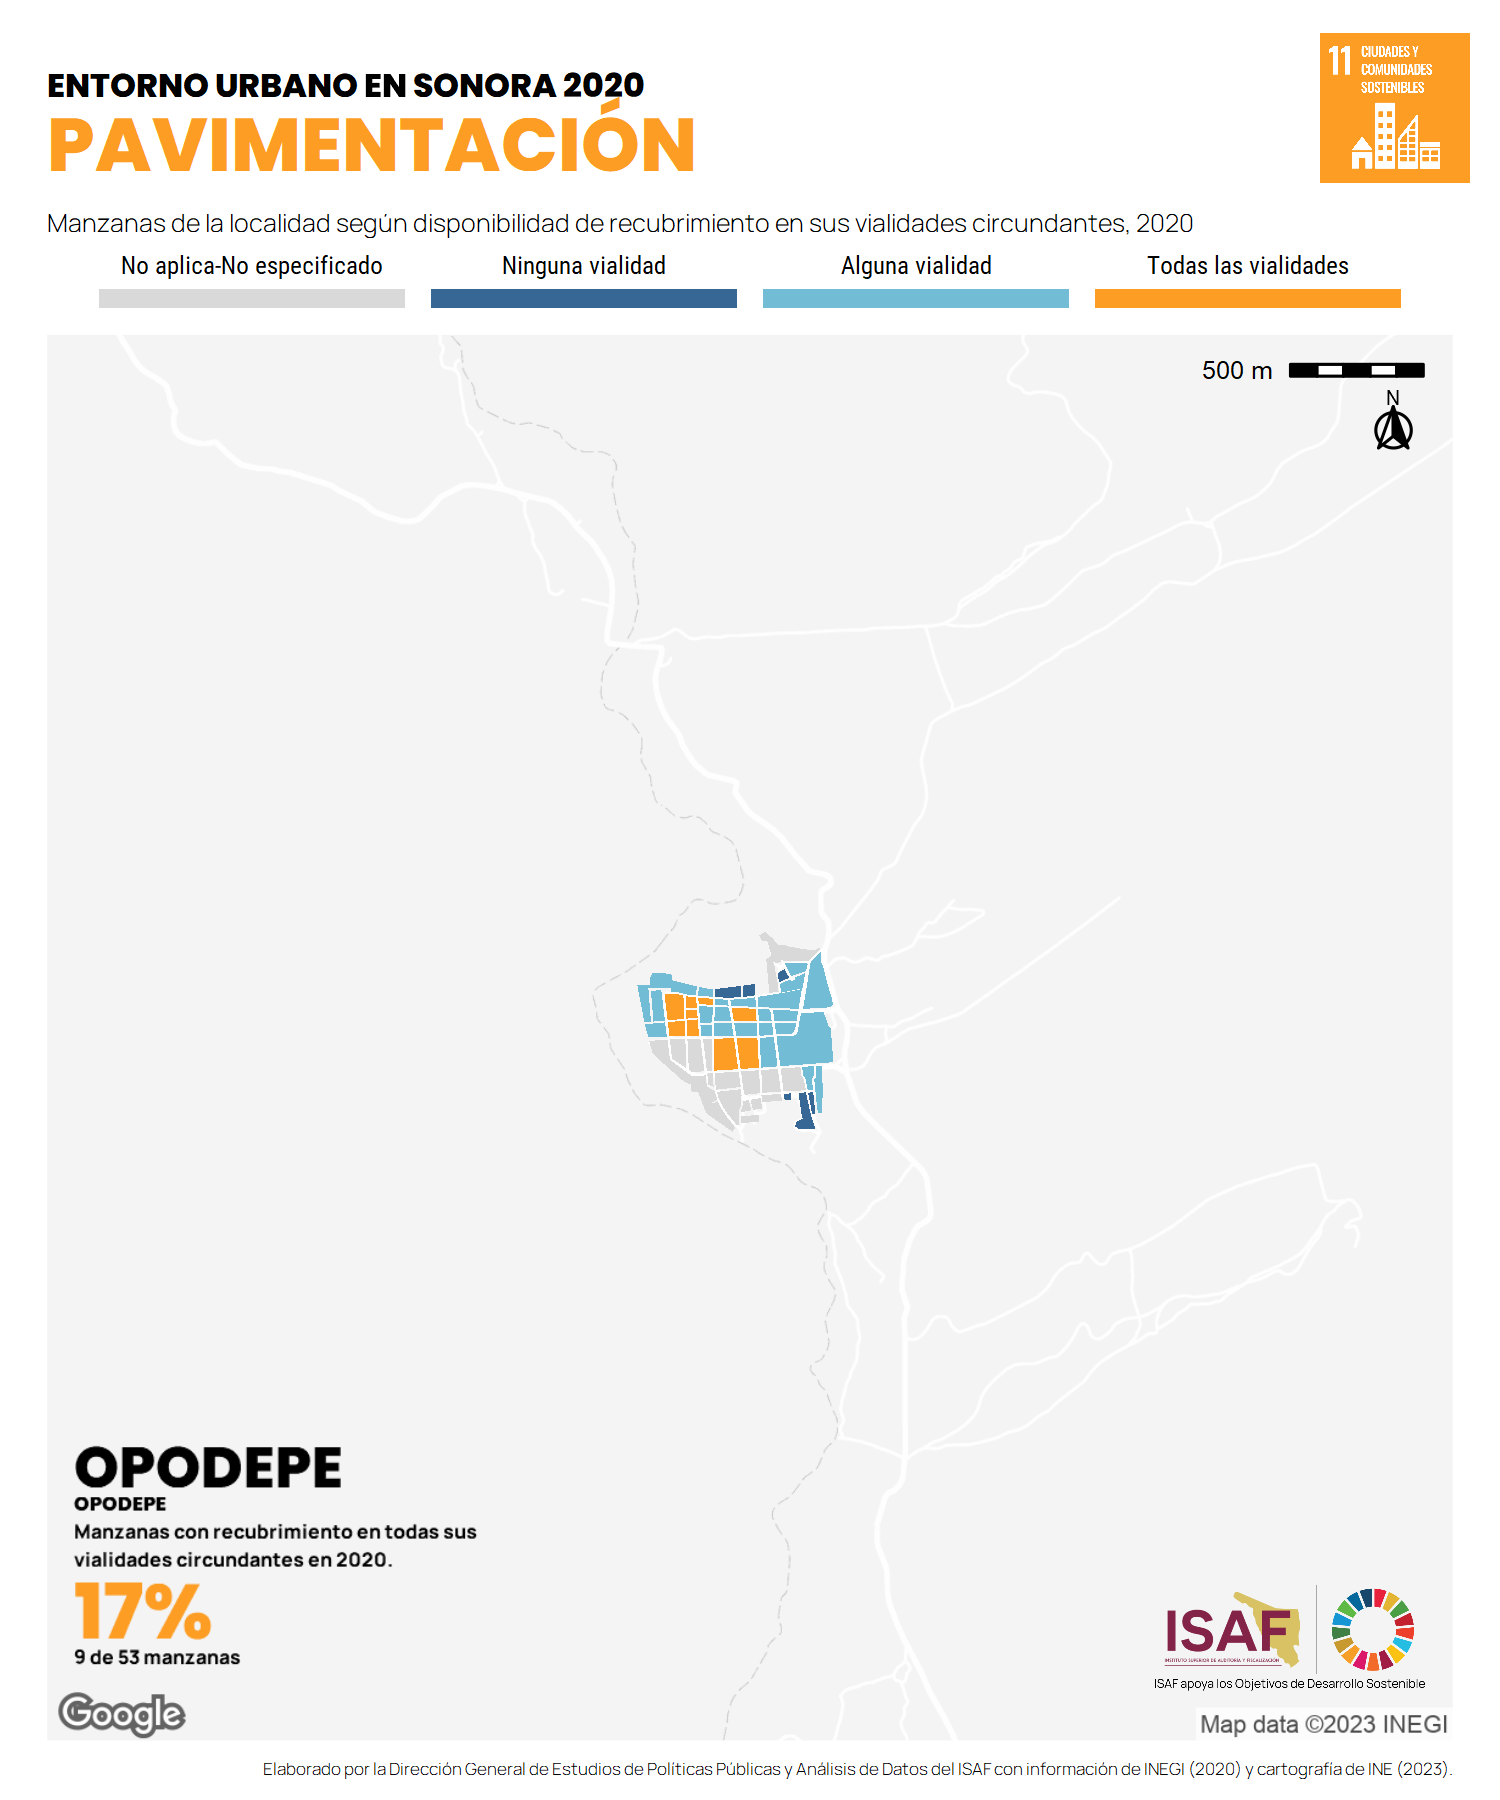 ENTORNO URBANO EN SONORA 2020
PAVIMENTACIÓN
11 CIUDADES Y
COMUNIDADES
SOSTENIBLES
Manzanas de la localidad según disponibilidad de recubrimiento en sus vialidades circundantes, 2020
No aplica-No especificado
Ninguna vialidad
Alguna vialidad
Todas las vialidades
500 m
N
OPODEPE
OPODEPE
Manzanas con recubrimiento en todas sus
vialidades circundantes en 2020.
17%
9 de 53 manzanas
Google
ISAF
INSTITUTO SUPERIOR DE AUDITORÍA Y FISCALIZACIÓN
ISAF apoya los Objetivos de Desarrollo Sostenible
Map data ©2023 INEGI
Elaborado por la Dirección General de Estudios de Políticas Públicas y Análisis de Datos del ISAF con información de INEGI (2020) y cartografía de INE (2023).